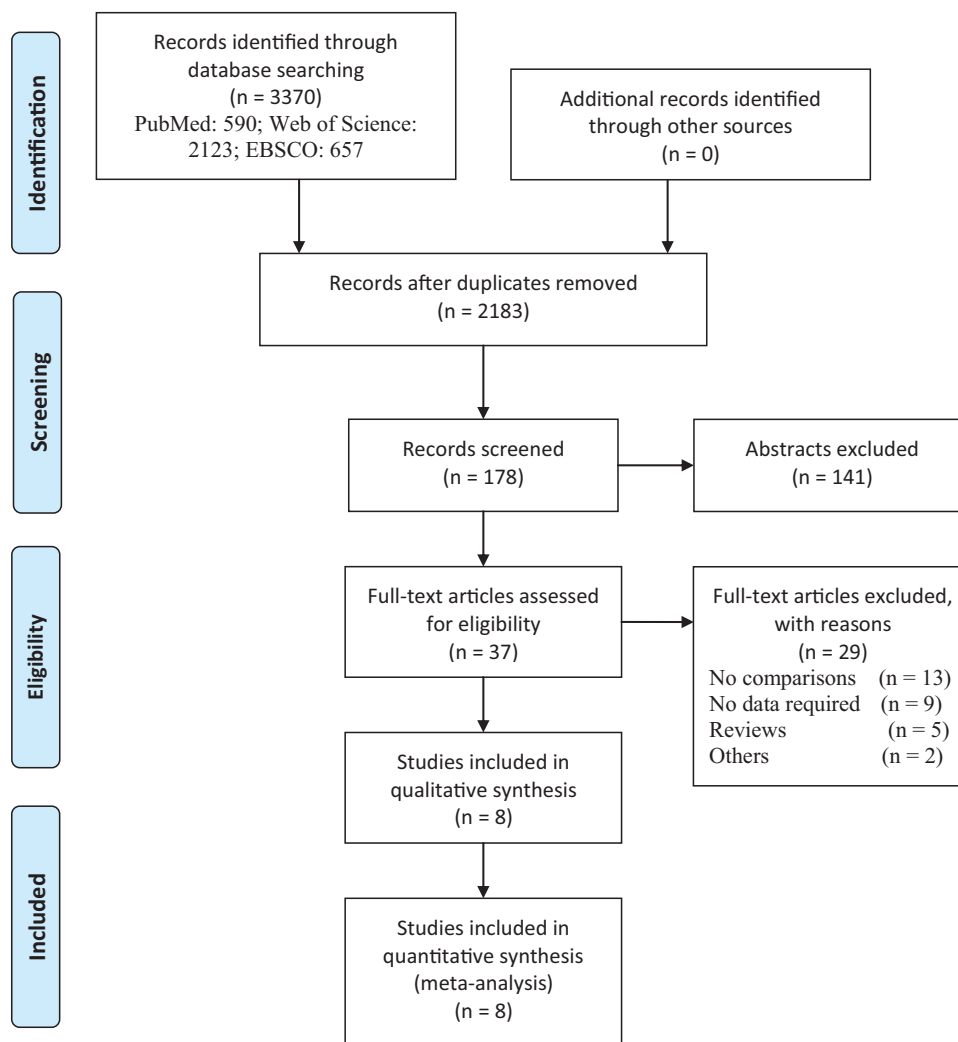 Identification
Records identified through
database searching
(n = 3370)
PubMed: 590; Web of Science:
2123; EBSCO: 657
Additional records identified
through other sources
(n = 0)
Records after duplicates removed
(n = 2183)
Screening
Records screened
(n = 178)
Abstracts excluded
(n = 141)
Eligibility
Full-text articles assessed
for eligibility
(n = 37)
Full-text articles excluded,
with reasons
(n = 29)
No comparisons (n = 13)
No data required (n = 9)
Reviews (n = 5)
Others (n = 2)
Studies included in
qualitative synthesis
(n = 8)
Included
Studies included in
quantitative synthesis
(meta-analysis)
(n = 8)